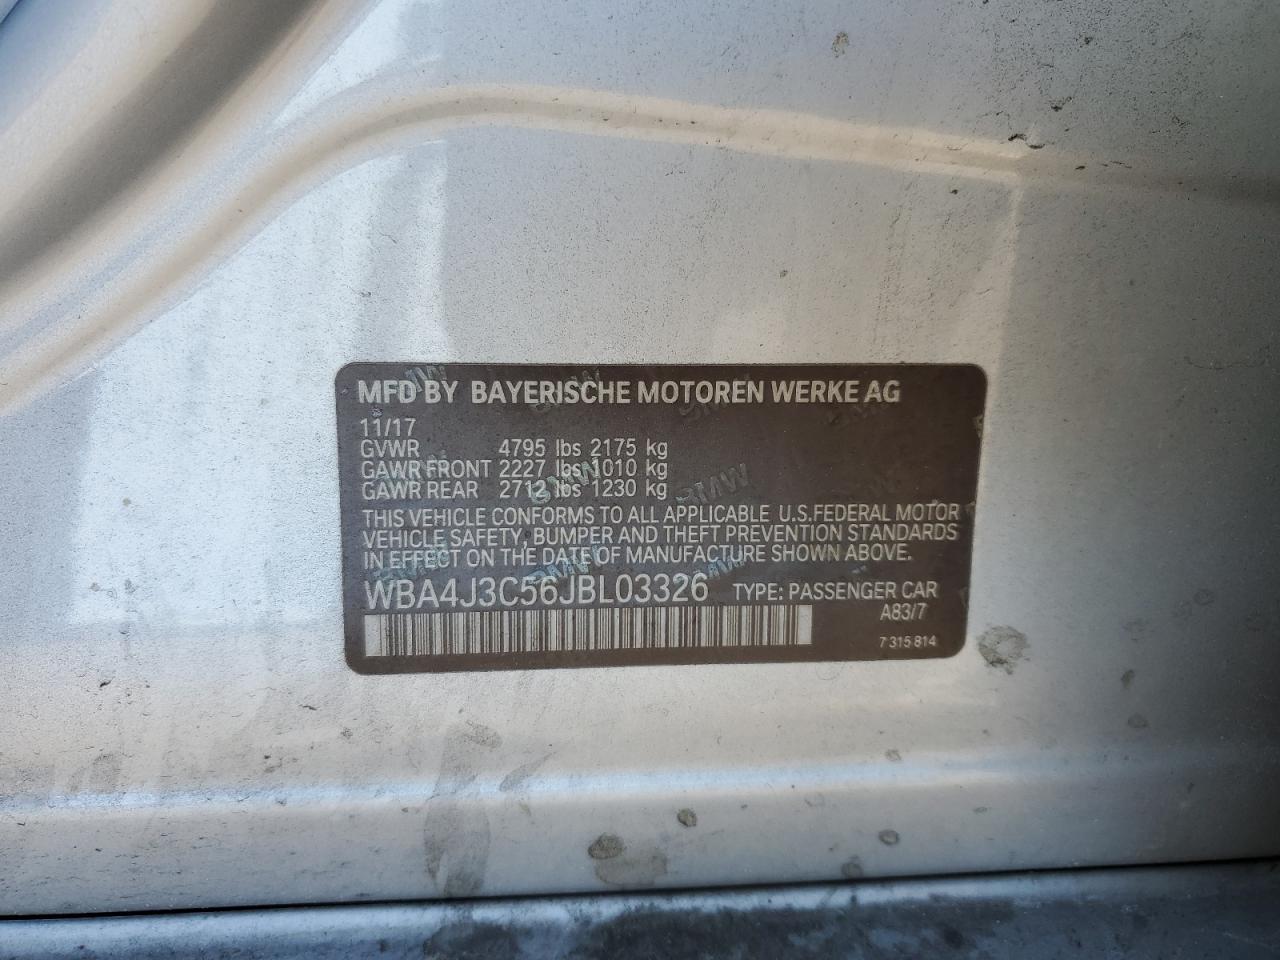 MFD BY BAYERISCHE MOTOREN WERKE AG
11/17
GVWR 4795 lbs 2175 kg
GAWR FRONT 2227 lbs 1010 kg
GAWR REAR 2712 lbs 1230 kg
THIS VEHICLE CONFORMS TO ALL APPLICABLE U.S.FEDERAL MOTOR
VEHICLE SAFETY, BUMPER AND THEFT PREVENTION STANDARDS
IN EFFECT ON THE DATE OF MANUFACTURE SHOWN ABOVE.
WBA4J3C56JBL03326 TYPE: PASSENGER CAR
A83/7
7 315 814